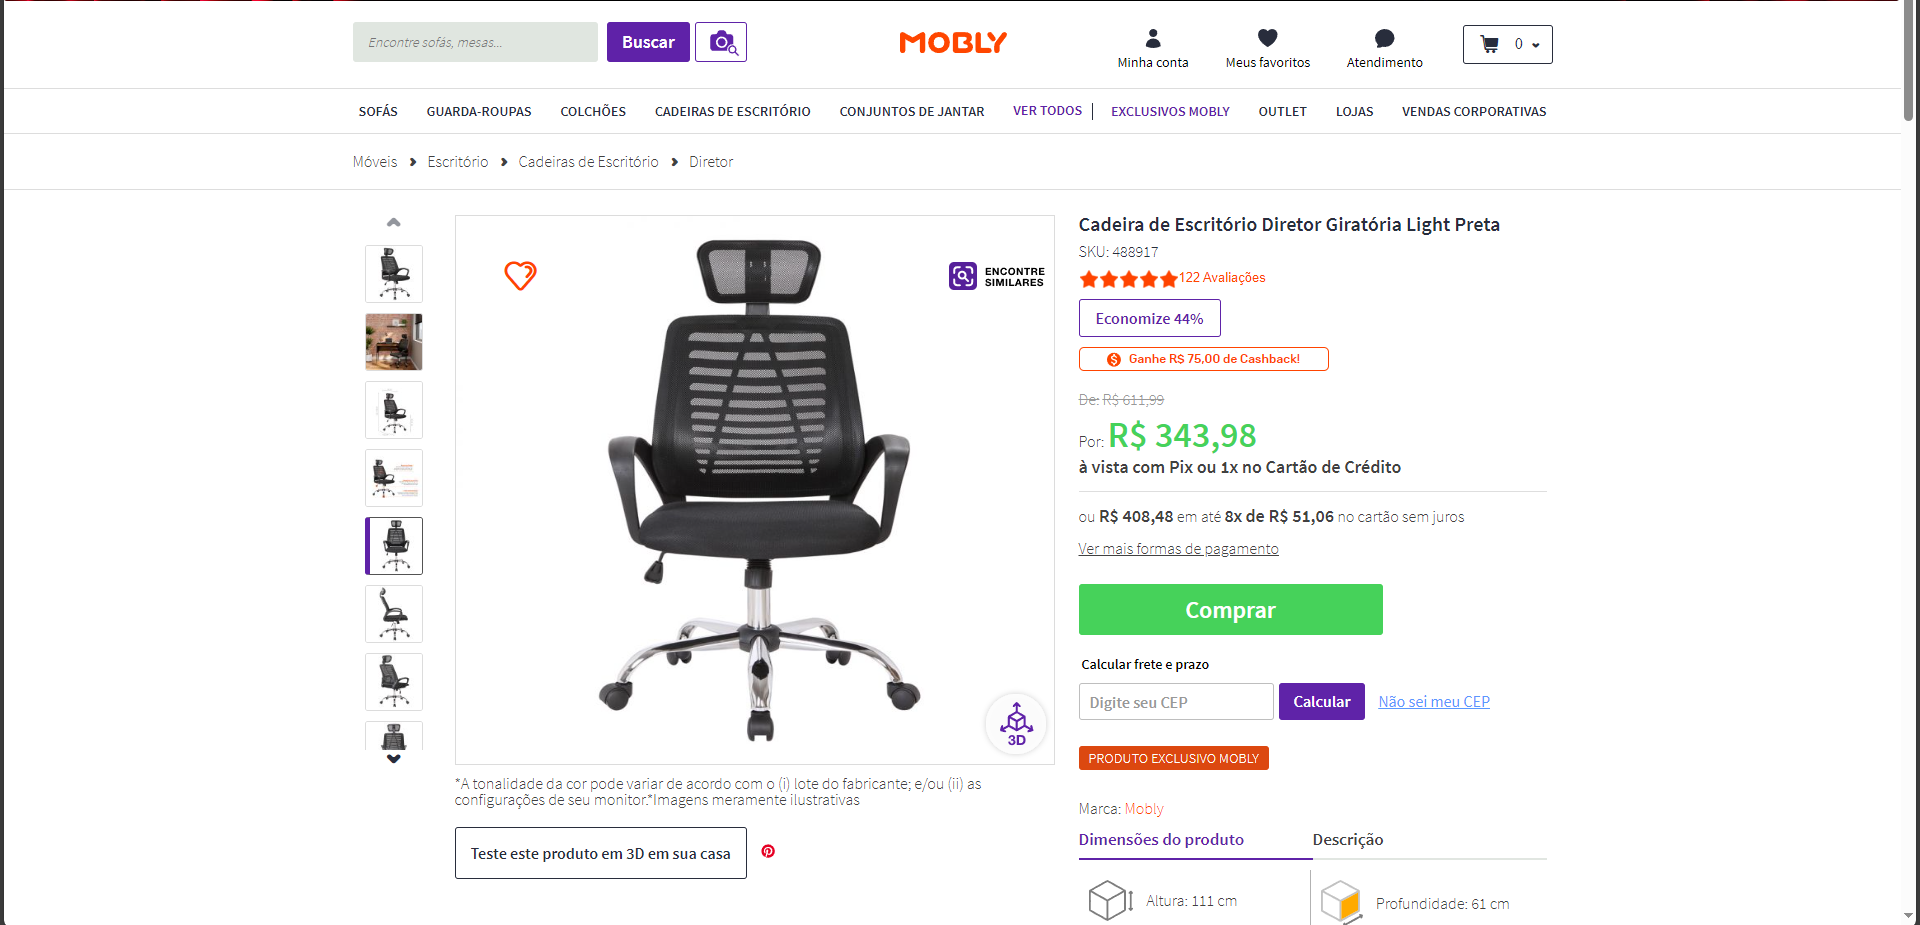 Encontre sofás, mesas...
Buscar
MOBLY
Minha conta
Meus favoritos
Atendimento
0
SOFÁS
GUARDA-ROUPAS
COLCHÕES
CADEIRAS DE ESCRITÓRIO
CONJUNTOS DE JANTAR
VER TODOS
EXCLUSIVOS MOBLY
OUTLET
LOJAS
VENDAS CORPORATIVAS
Móveis
Escritório
Cadeiras de Escritório
Diretor
ENCONTRE
SIMILARES
3D
*A tonalidade da cor pode variar de acordo com o (i) lote do fabricante; e/ou (ii) as
configurações de seu monitor.*Imagens meramente ilustrativas
Teste este produto em 3D em sua casa
Cadeira de Escritório Diretor Giratória Light Preta
SKU: 488917
122 Avaliações
Economize 44%
Ganhe R$ 75,00 de Cashback!
De: R$ 611,99
Por: R$ 343,98
à vista com Pix ou 1x no Cartão de Crédito
ou R$ 408,48 em até 8x de R$ 51,06 no cartão sem juros
Ver mais formas de pagamento
Comprar
Calcular frete e prazo
Digite seu CEP
Calcular
Não sei meu CEP
PRODUTO EXCLUSIVO MOBLY
Marca: Mobly
Dimensões do produto
Descrição
Altura: 111 cm
Profundidade: 61 cm